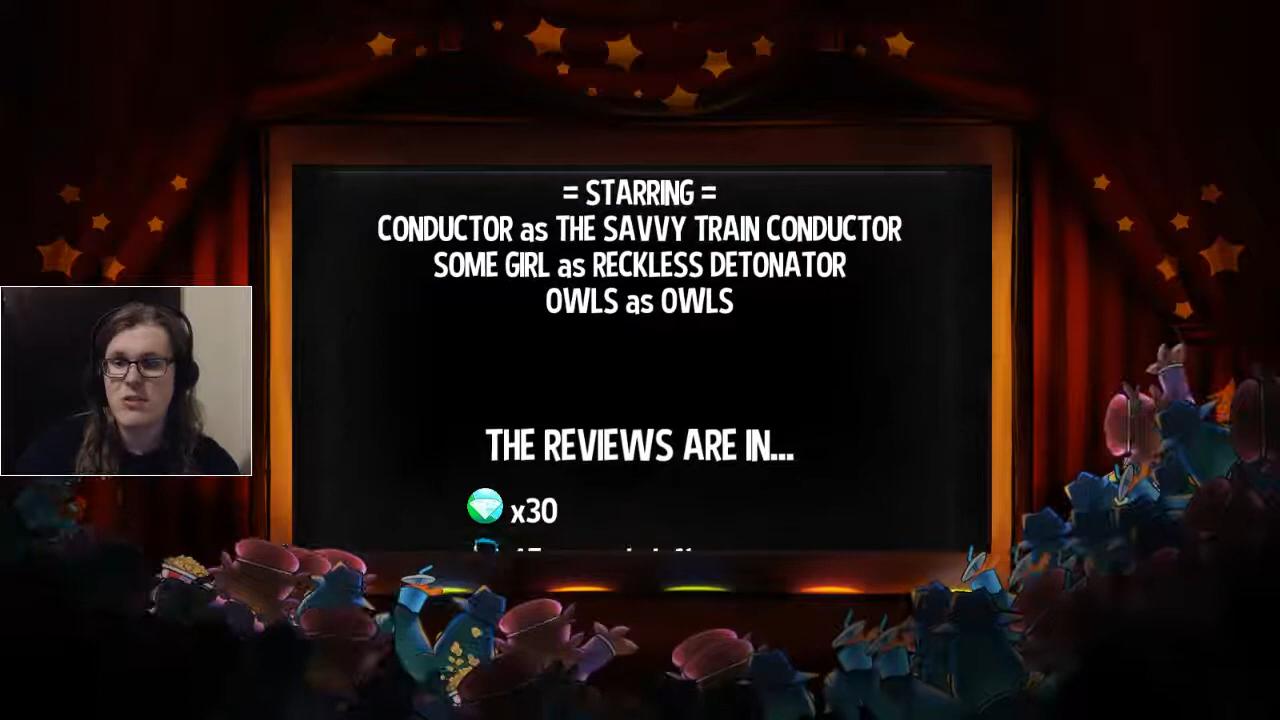 = STARRING =
CONDUCTOR as THE SAVVY TRAIN CONDUCTOR
SOME GIRL as RECKLESS DETONATOR
OWLS as OWLS
THE REVIEWS ARE IN...
x30